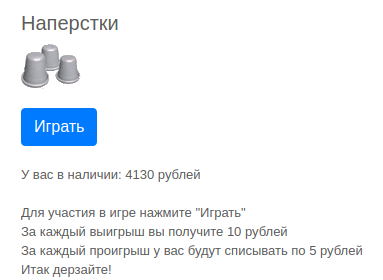 Наперстки
Играть
У вас в наличии: 4130 рублей
Для участия в игре нажмите "Играть"
За каждый выигрыш вы получите 10 рублей
За каждый проигрыш у вас будут списывать по 5 рублей
Итак дерзайте!